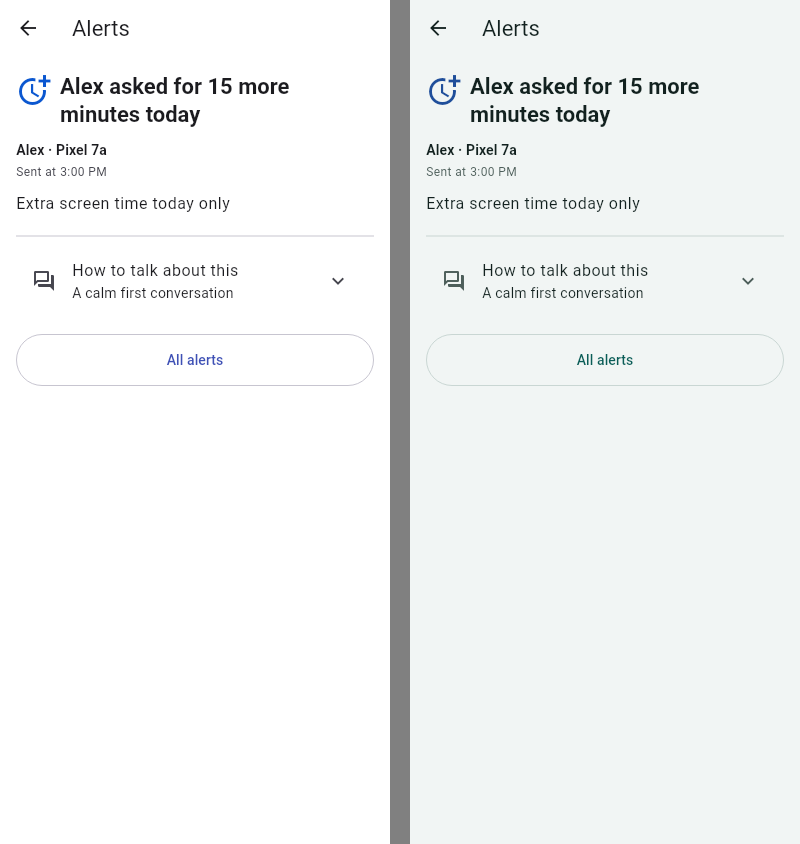 Alerts
Alex asked for 15 more
minutes today
Alex · Pixel 7a
Sent at 3:00 PM
Extra screen time today only
How to talk about this
A calm first conversation
All alerts
Alerts
Alex asked for 15 more
minutes today
Alex · Pixel 7a
Sent at 3:00 PM
Extra screen time today only
How to talk about this
A calm first conversation
All alerts